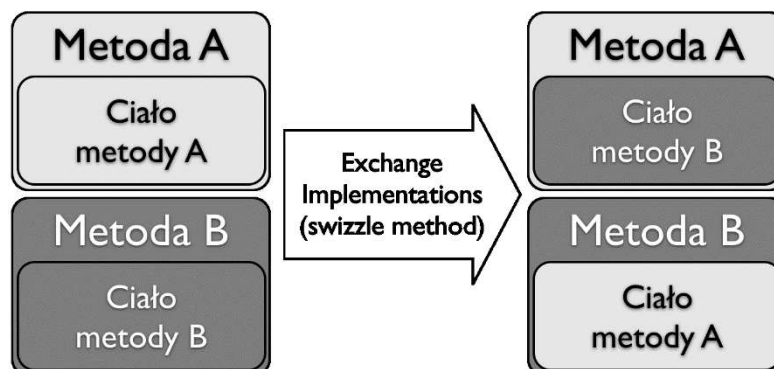 Metoda A
Ciało
metody A
Metoda B
Ciało
metody B
Exchange
Implementations
(swizzle method)
Metoda A
Ciało
metody B
Metoda B
Ciało
metody A